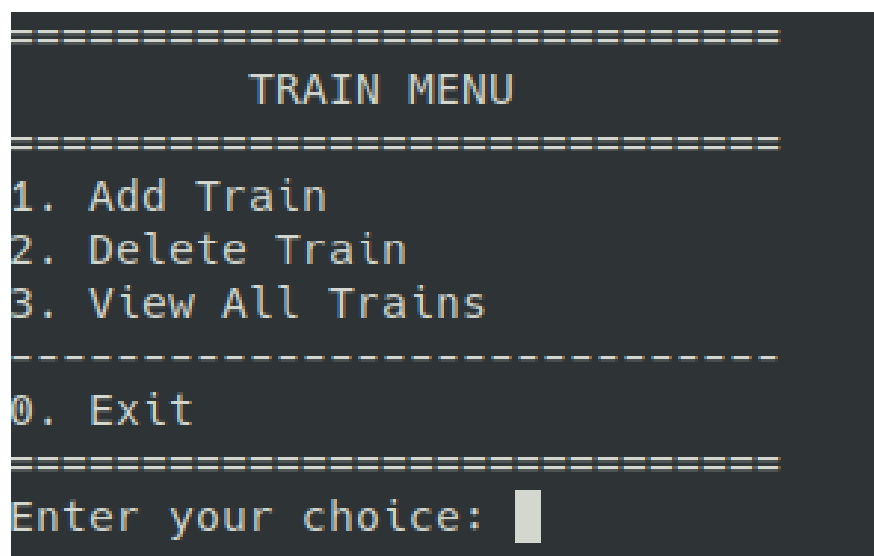 =============================
TRAIN MENU
=============================
1. Add Train
2. Delete Train
3. View All Trains
-----------------------------
0. Exit
=============================
Enter your choice: